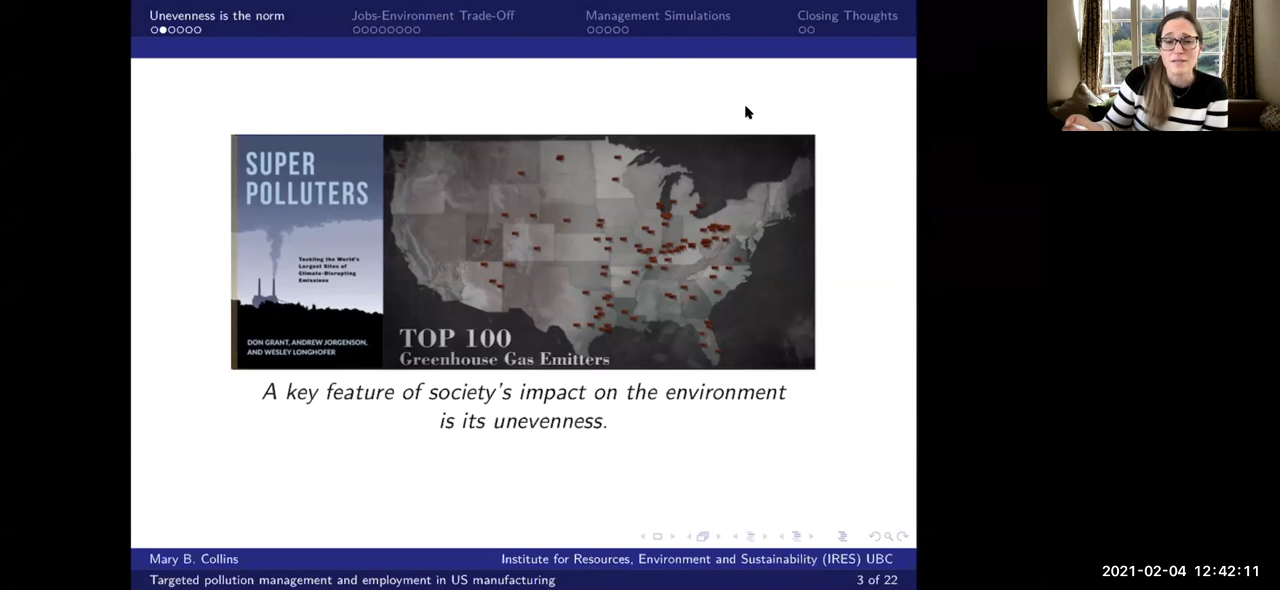 Unevenness is the norm
Jobs-Environment Trade-Off
Management Simulations
Closing Thoughts
SUPER
POLLUTERS
Tackling the World's
Largest Sites of
Climate-Disrupting
Emissions
DON GRANT, ANDREW JORGENSON,
AND WESLEY LONGHOFER
TOP 100
Greenhouse Gas Emitters
A key feature of society's impact on the environment
is its unevenness.
Mary B. Collins
Institute for Resources, Environment and Sustainability (IRES) UBC
Targeted pollution management and employment in US manufacturing
3 of 22
2021-02-04 12:42:11